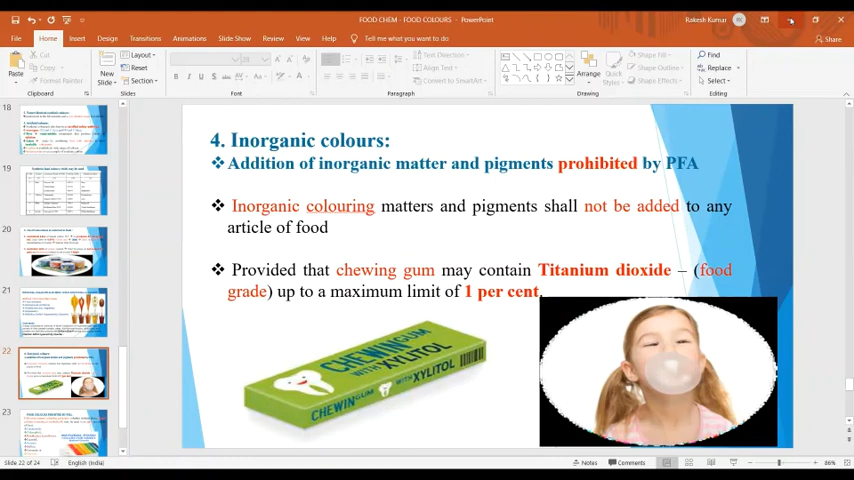 FOOD CHEM - FOOD COLOURS - PowerPoint
Rakesh Kumar
File Home Insert Design Transitions Animations Slide Show Review View Help Tell me what you want to do Share
Cut
Copy
Format Painter
Paste
Clipboard
New Slide
Layout
Reset
Section
Slides
Font
Text Direction
Align Text
Convert to SmartArt
Paragraph
Arrange
Quick Styles
Shape Fill
Shape Outline
Shape Effects
Drawing
Find
Replace
Select
Editing
18
19
20
21
22
23
4. Inorganic colours:
❖Addition of inorganic matter and pigments prohibited by PFA
❖ Inorganic colouring matters and pigments shall not be added to any
article of food
❖ Provided that chewing gum may contain Titanium dioxide – (food
grade) up to a maximum limit of 1 per cent.
CHEWINGUM
WITH XYLITOL
CHEWINGUM WITH XYLITOL
Slide 22 of 24 English (India) Notes Comments 86%